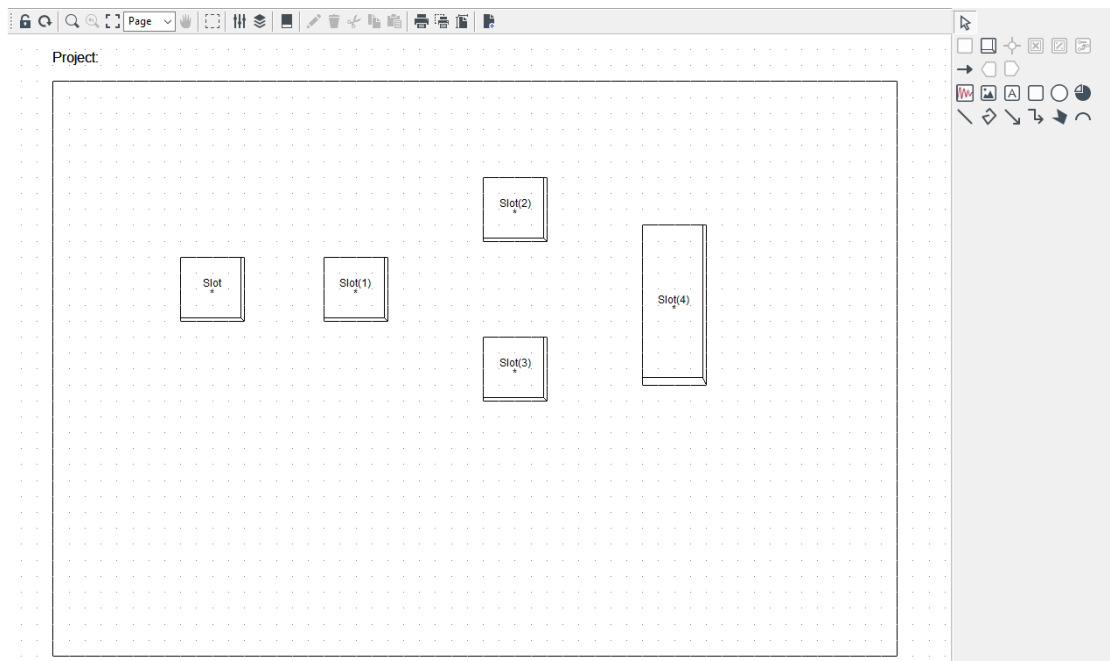 Page
Project:
Slot(2)
*
Slot
*
Slot(1)
*
Slot(4)
*
Slot(3)
*
A